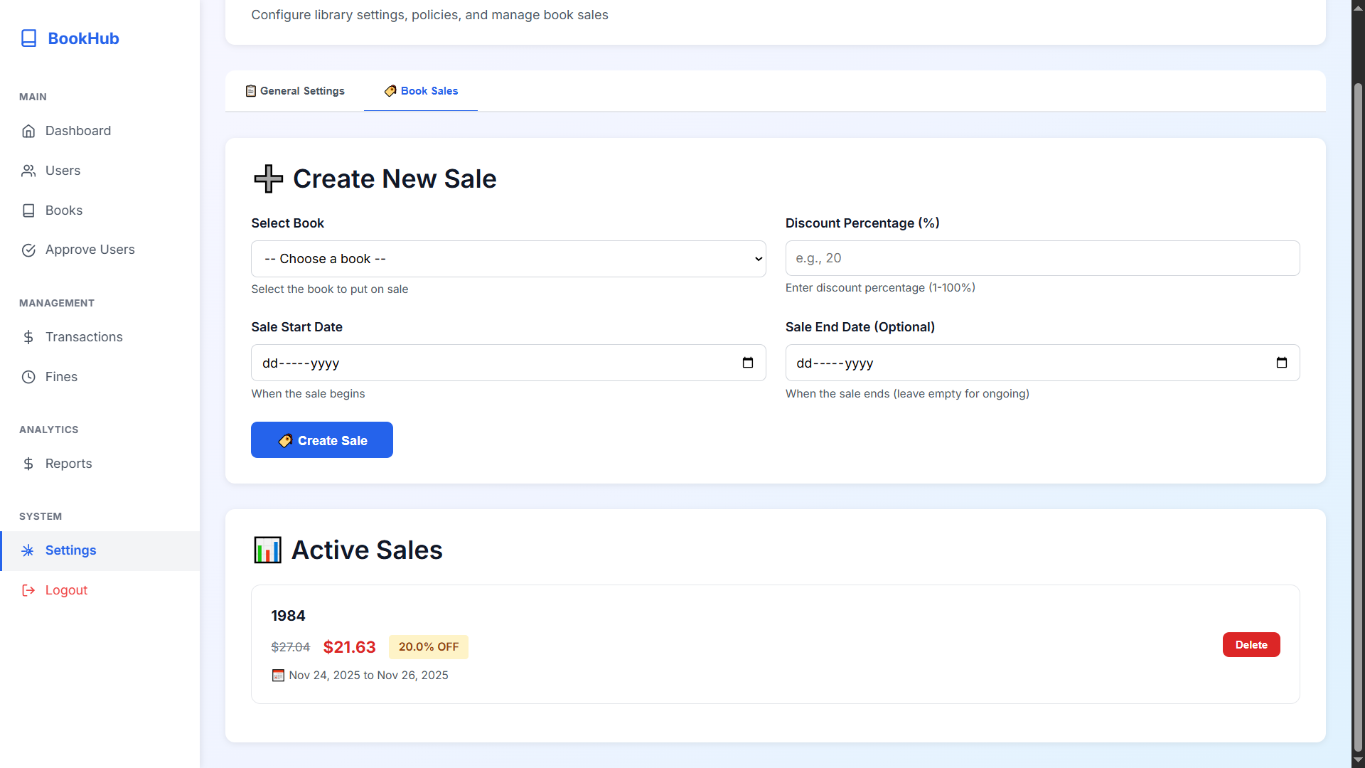 BookHub
MAIN
Dashboard
Users
Books
Approve Users
MANAGEMENT
Transactions
Fines
ANALYTICS
Reports
SYSTEM
Settings
Logout
Configure library settings, policies, and manage book sales
General Settings
Book Sales
Create New Sale
Select Book
-- Choose a book --
Select the book to put on sale
Discount Percentage (%)
e.g., 20
Enter discount percentage (1-100%)
Sale Start Date
dd-----yyyy
When the sale begins
Sale End Date (Optional)
dd-----yyyy
When the sale ends (leave empty for ongoing)
Create Sale
Active Sales
1984
$27.04 $21.63 20.0% OFF
Nov 24, 2025 to Nov 26, 2025
Delete